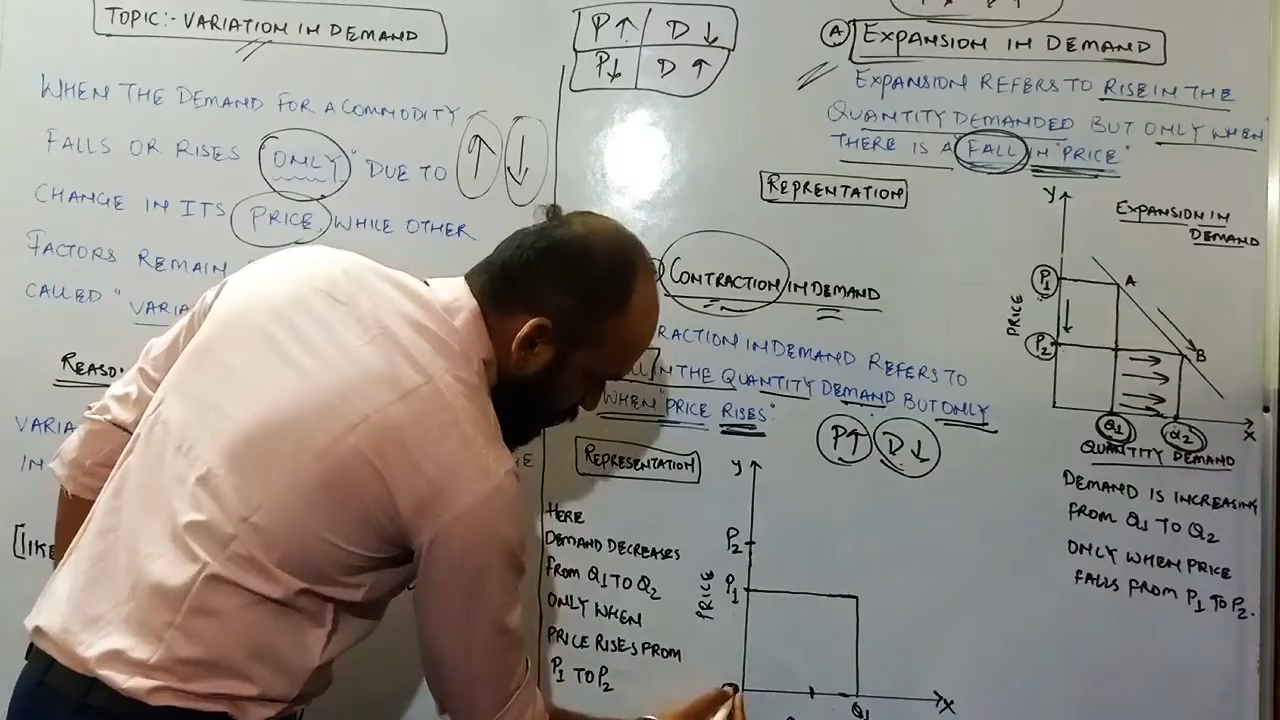 TOPIC:- VARIATION IN DEMAND
WHEN THE DEMAND FOR A COMMODITY
FALLS OR RISES "ONLY" DUE TO ↑ ↓
CHANGE IN ITS PRICE, WHILE OTHER
FACTORS REMAIN
CALLED "
[LIKE
P↑ D↓
P↓ D↑
REPRENTATION
CONTRACTION IN DEMAND
CONTRACTION IN DEMAND REFERS TO
IN THE QUANTITY DEMAND BUT ONLY
WHEN "PRICE RISES"
P↑ D↓
REPRESENTATION
HERE
DEMAND DECREASES
FROM Q1 TO Q2
ONLY WHEN
PRICE RISES FROM
P1 TO P2
Y
P2
P1
PRICE
Q1
X
A EXPANSION IN DEMAND
EXPANSION REFERS TO RISE IN THE
QUANTITY DEMANDED BUT ONLY WHEN
THERE IS A "FALL IN "PRICE"
Y
EXPANSION IN
DEMAND
P1
A
PRICE
P2
B
Q1 Q2
X
QUANTITY DEMAND
DEMAND IS INCREASING
FROM Q1 TO Q2
ONLY WHEN PRICE
FALLS FROM P1 TO P2.